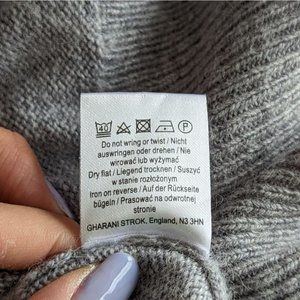 40 P
Do not wring or twist / Nicht
auswringen oder drehen / Nie
wirować lub wyżymać
Dry flat / Liegend trocknen / Suszyć
w stanie rozłożonym
Iron on reverse / Auf der Rückseite
bügeln / Prasować na odwrotnej
stronie
GHARANI STROK, England, N3 3HN